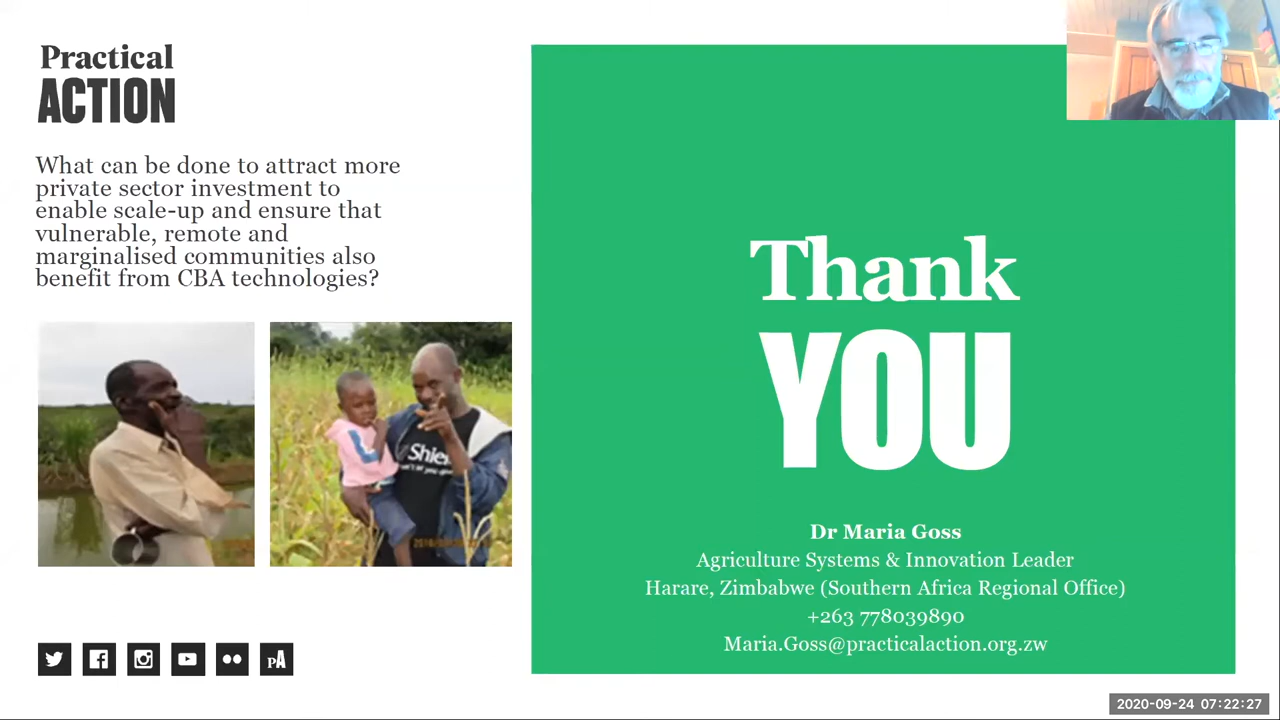 Practical
ACTION
What can be done to attract more
private sector investment to
enable scale-up and ensure that
vulnerable, remote and
marginalised communities also
benefit from CBA technologies?
Shie
Thank
YOU
Dr Maria Goss
Agriculture Systems & Innovation Leader
Harare, Zimbabwe (Southern Africa Regional Office)
+263 778039890
Maria.Goss@practicalaction.org.zw
pA
2020-09-24 07:22:27